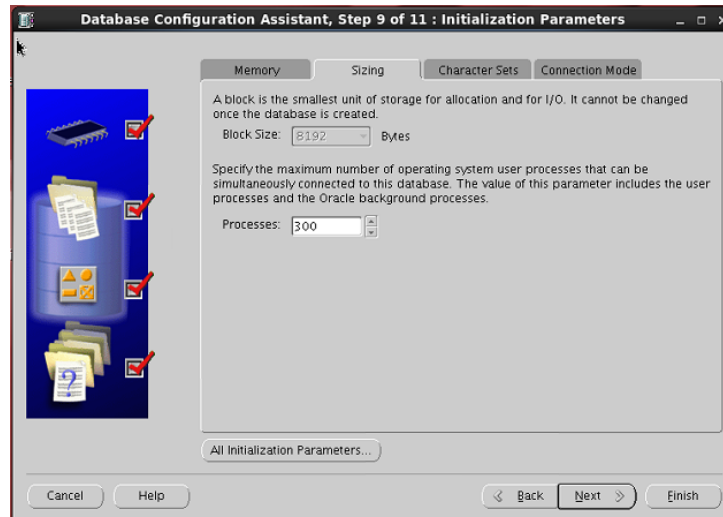 Database Configuration Assistant, Step 9 of 11 : Initialization Parameters
Memory
Sizing
Character Sets
Connection Mode
A block is the smallest unit of storage for allocation and for I/O. It cannot be changed
once the database is created.
Block Size: 8192 Bytes
Specify the maximum number of operating system user processes that can be
simultaneously connected to this database. The value of this parameter includes the user
processes and the Oracle background processes.
Processes: 300
?
All Initialization Parameters...
Cancel
Help
Back
Next
Finish